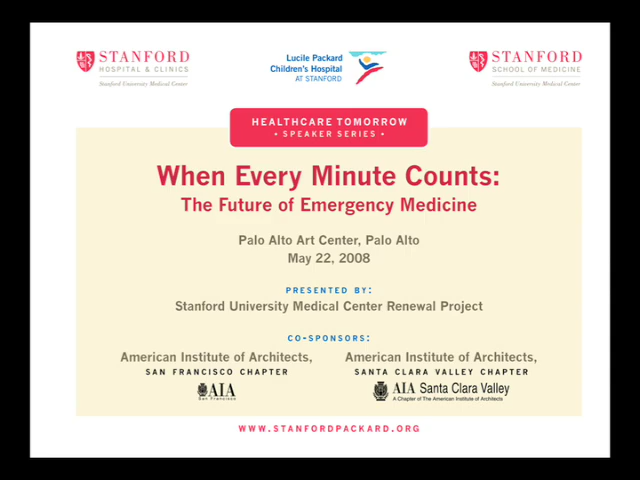 STANFORD
HOSPITAL & CLINICS
Stanford University Medical Center
Lucile Packard
Children's Hospital
AT STANFORD
STANFORD
SCHOOL OF MEDICINE
Stanford University Medical Center
HEALTHCARE TOMORROW
• SPEAKER SERIES •
When Every Minute Counts:
The Future of Emergency Medicine
Palo Alto Art Center, Palo Alto
May 22, 2008
PRESENTED BY:
Stanford University Medical Center Renewal Project
CO-SPONSORS:
American Institute of Architects,
SAN FRANCISCO CHAPTER
AIA
San Francisco
American Institute of Architects,
SANTA CLARA VALLEY CHAPTER
AIA Santa Clara Valley
A Chapter of The American Institute of Architects
WWW.STANFORDPACKARD.ORG